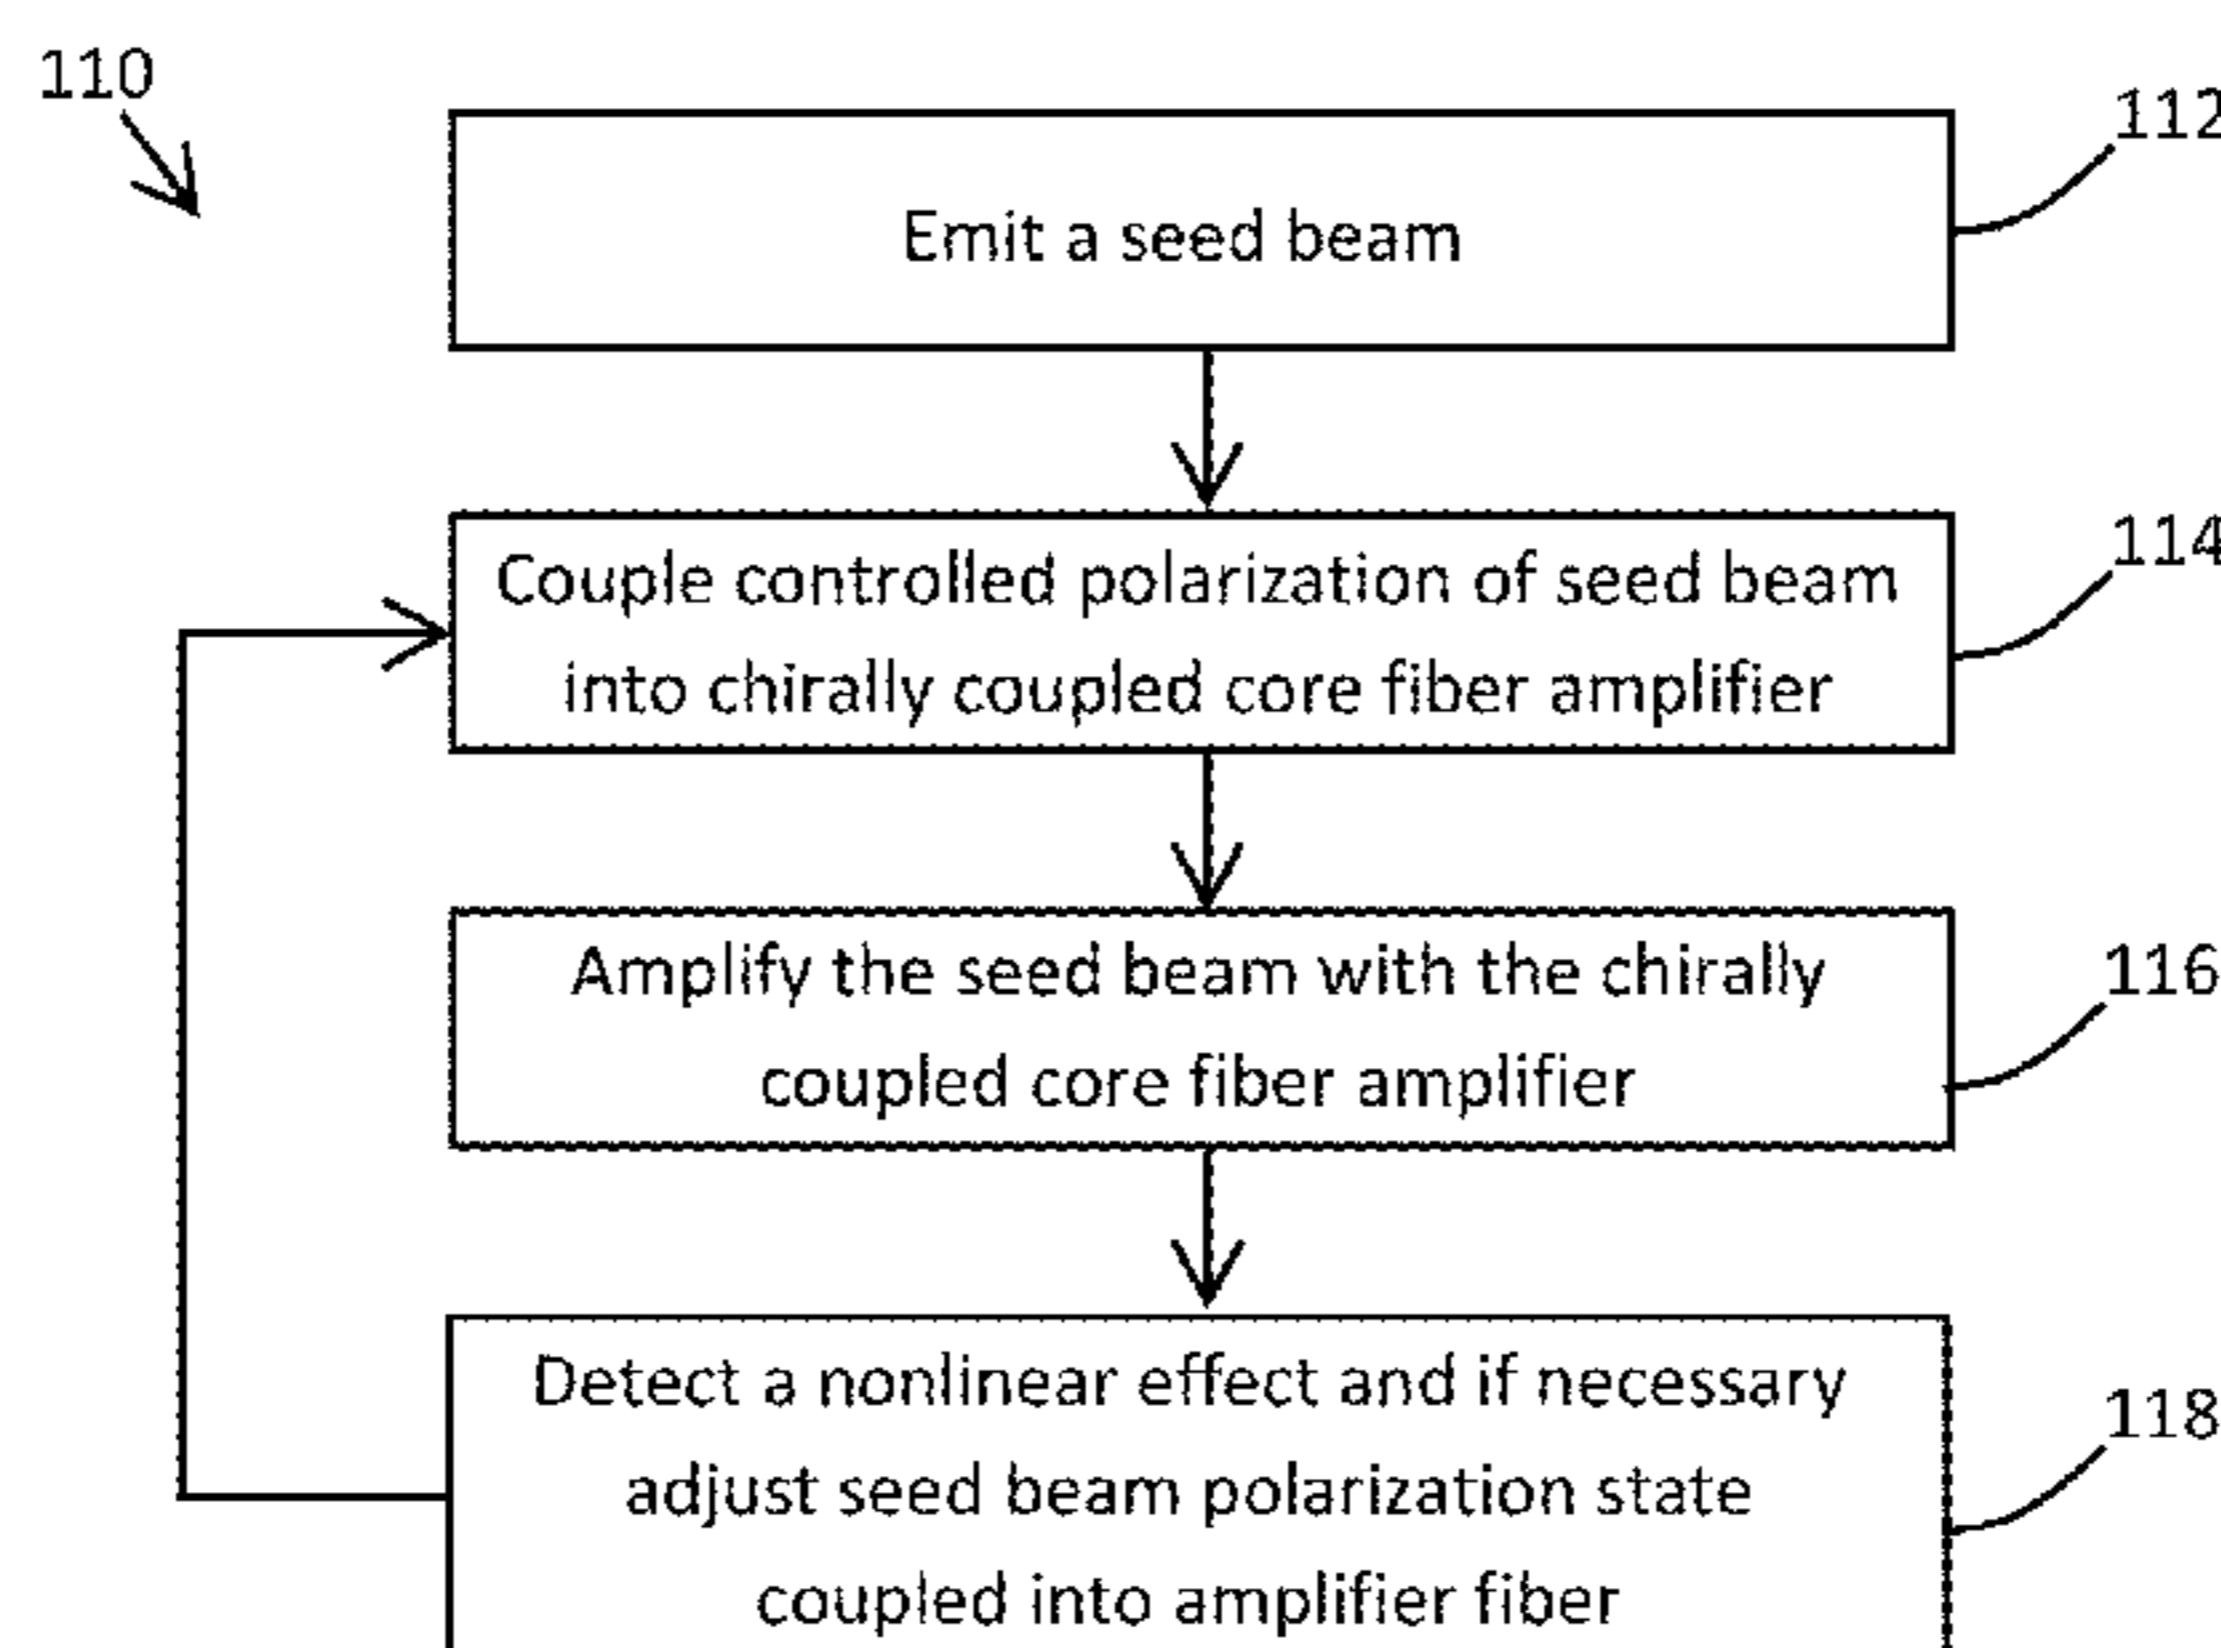 110
112
Emit a seed beam
114
Couple controlled polarization of seed beam
into chirally coupled core fiber amplifier
116
Amplify the seed beam with the chirally
coupled core fiber amplifier
118
Detect a nonlinear effect and if necessary
adjust seed beam polarization state
coupled into amplifier fiber